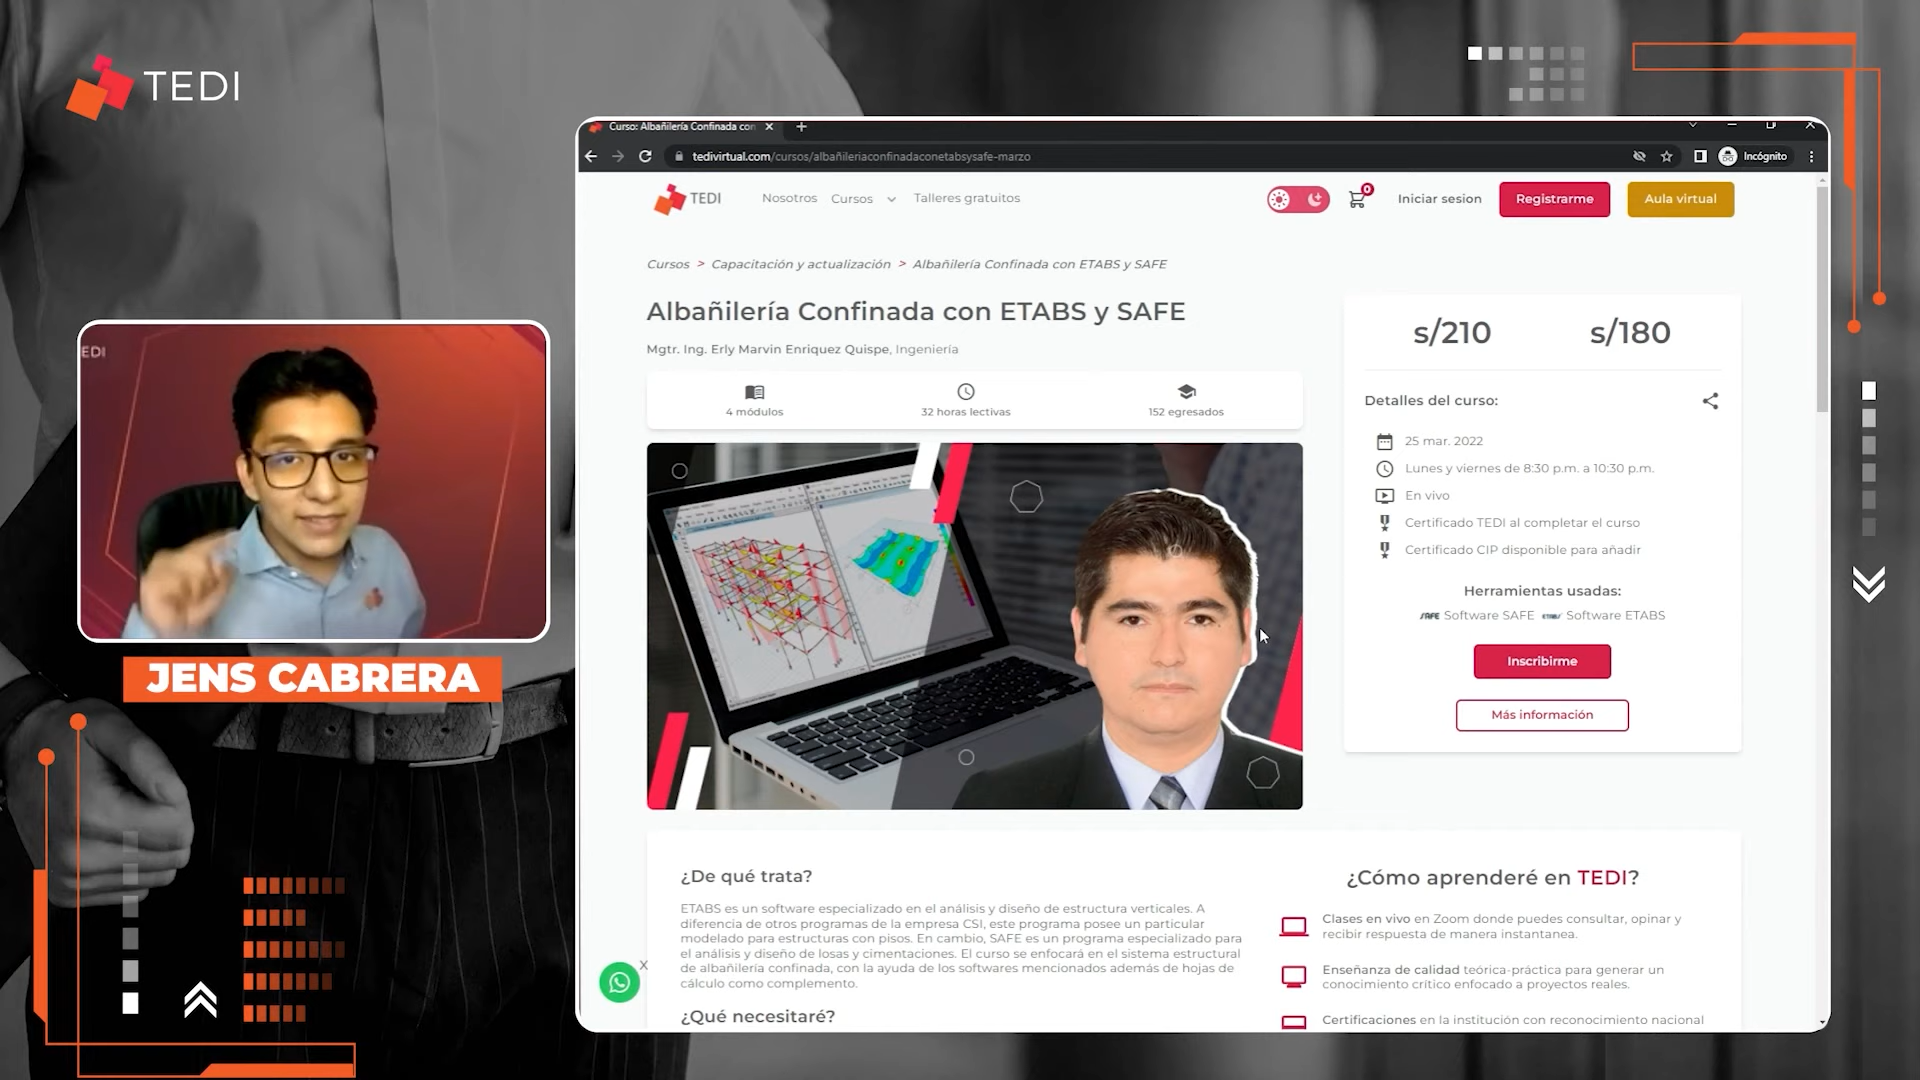 TEDI
EDI
JENS CABRERA
Curso: Albañilería Confinada con
tedivirtual.com/cursos/albañileriaconfinadaconetabsysafe-marzo
Incógnito
TEDI
Nosotros
Cursos
Talleres gratuitos
0
Iniciar sesion
Registrarme
Aula virtual
Cursos > Capacitación y actualización > Albañilería Confinada con ETABS y SAFE
Albañilería Confinada con ETABS y SAFE
Mgtr. Ing. Erly Marvin Enriquez Quispe, Ingeniería
4 módulos
32 horas lectivas
152 egresados
s/210
s/180
Detalles del curso:
25 mar. 2022
Lunes y viernes de 8:30 p.m. a 10:30 p.m.
En vivo
Certificado TEDI al completar el curso
Certificado CIP disponible para añadir
Herramientas usadas:
SAFE Software SAFE ETABS Software ETABS
Inscribirme
Más información
¿De qué trata?
ETABS es un software especializado en el análisis y diseño de estructura verticales. A
diferencia de otros programas de la empresa CSI, este programa posee un particular
modelado para estructuras con pisos. En cambio, SAFE es un programa especializado para
el análisis y diseño de losas y cimentaciones. El curso se enfocará en el sistema estructural
de albañilería confinada, con la ayuda de los softwares mencionados además de hojas de
cálculo como complemento.
X
¿Qué necesitaré?
¿Cómo aprenderé en TEDI?
Clases en vivo en Zoom donde puedes consultar, opinar y
recibir respuesta de manera instantanea.
Enseñanza de calidad teórica-práctica para generar un
conocimiento crítico enfocado a proyectos reales.
Certificaciones en la institución con reconocimiento nacional